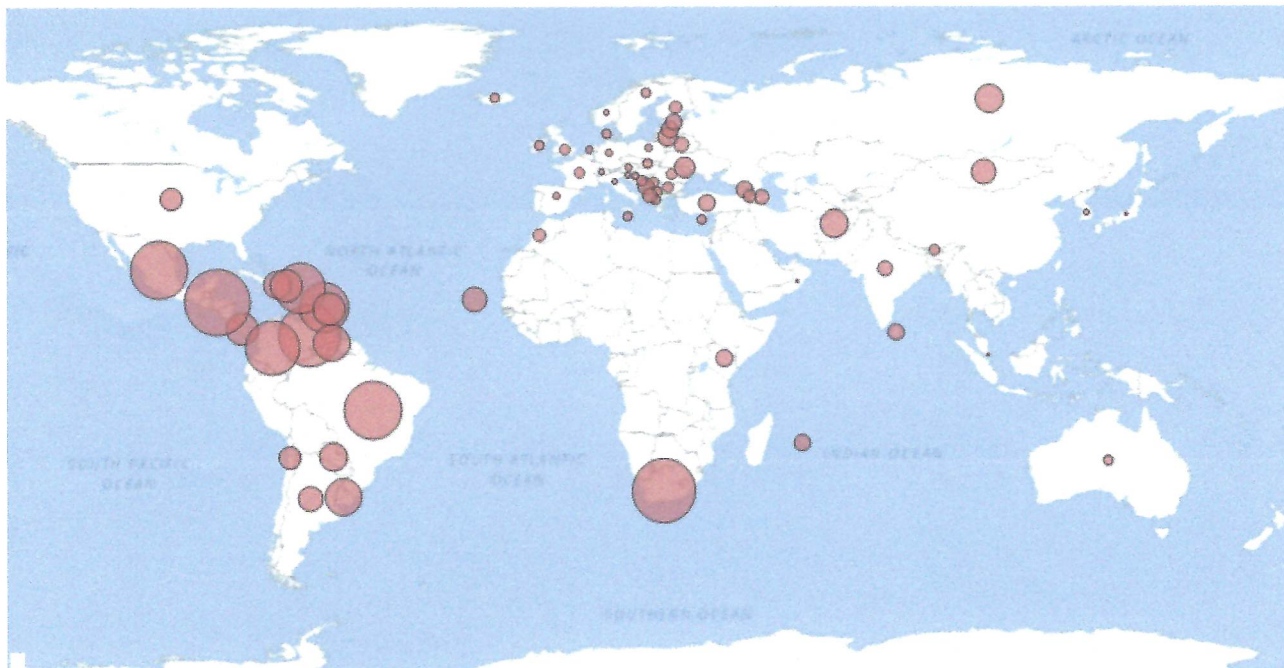 ARCTIC OCEAN
NORTH ATLANTIC
OCEAN
SOUTH PACIFIC
OCEAN
SOUTH ATLANTIC
OCEAN
INDIAN OCEAN
SOUTHERN OCEAN